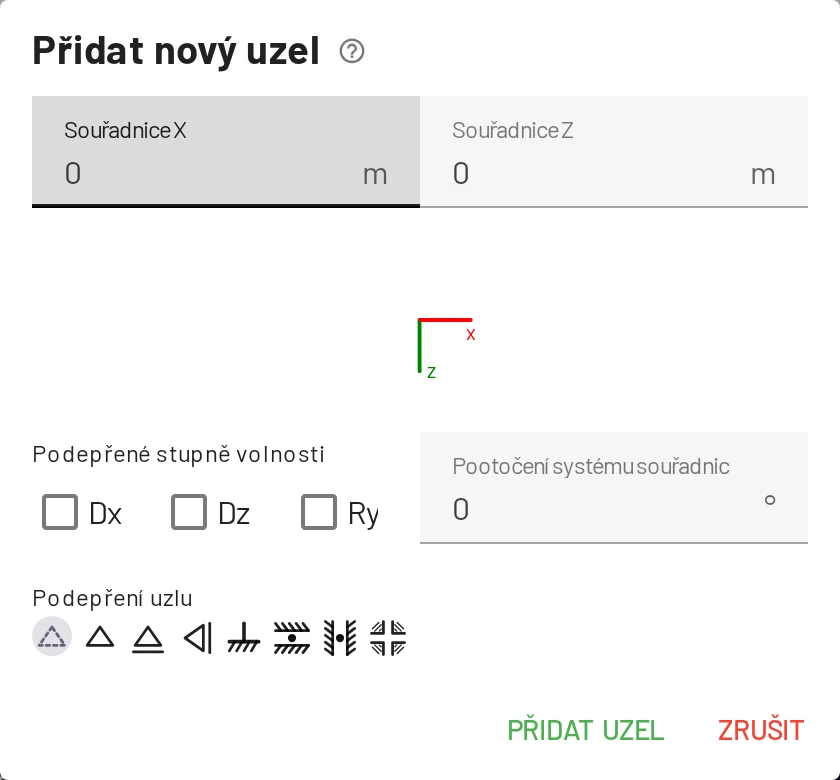 Přidat nový uzel ?
Souřadnice X Souřadnice Z
0 m 0 m
x
z
Podepřené stupně volnosti Pootočení systému souřadnic
Dx Dz Ry 0 °
Podepření uzlu
PŘIDAT UZEL ZRUŠIT